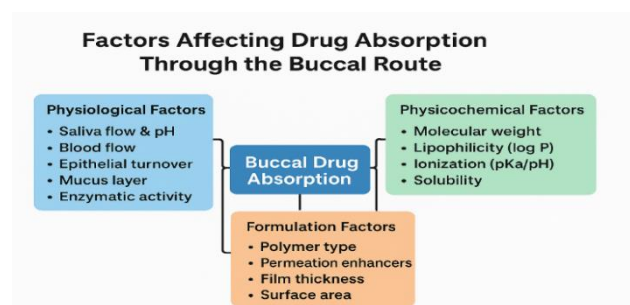 Factors Affecting Drug Absorption
Through the Buccal Route
Physiological Factors
• Saliva flow & pH
• Blood flow
• Epithelial turnover
• Mucus layer
• Enzymatic activity
Buccal Drug
Absorption
Physicochemical Factors
• Molecular weight
• Lipophilicity (log P)
• Ionization (pKa/pH)
• Solubility
Formulation Factors
• Polymer type
• Permeation enhancers
• Film thickness
• Surface area